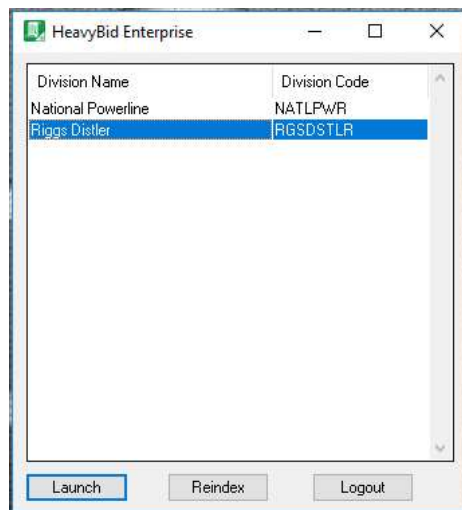 HeavyBid Enterprise
Division Name Division Code
National Powerline NATLPWR
Riggs Distler RGSDSTLR
Launch Reindex Logout